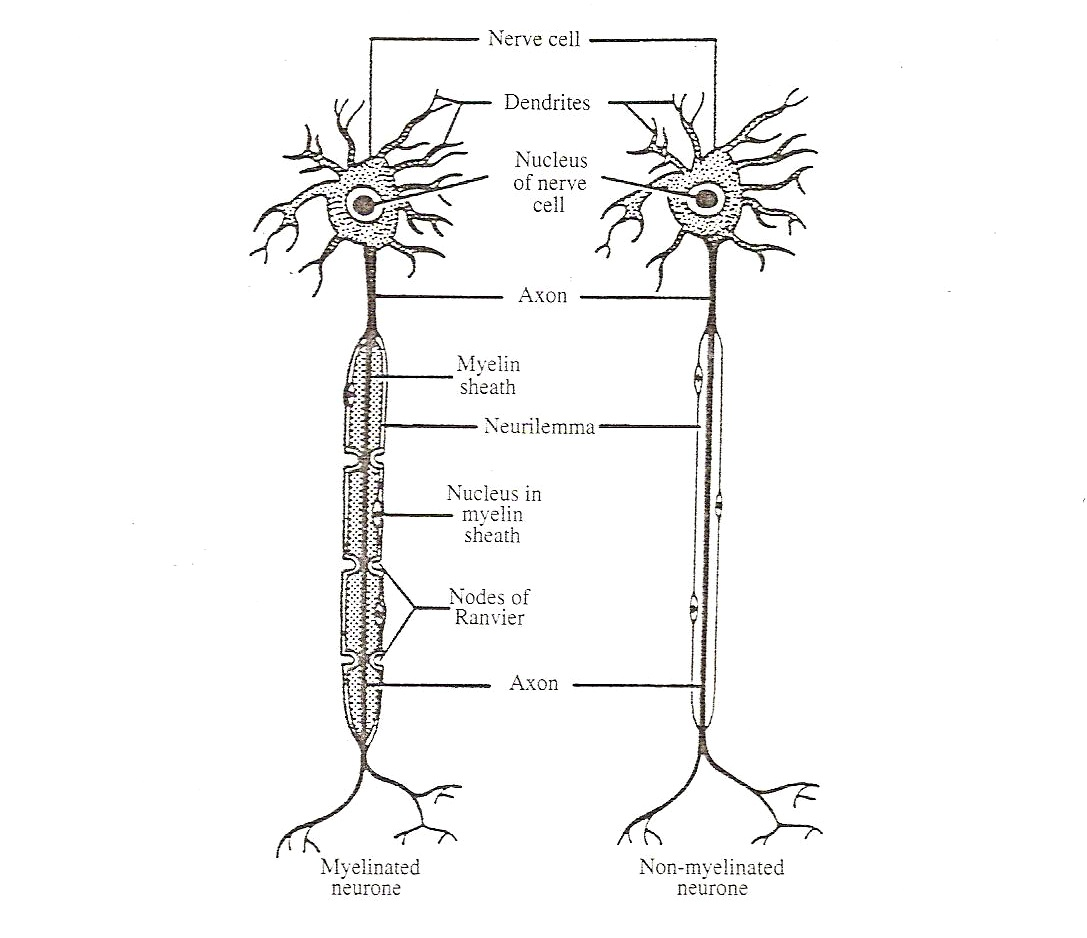 Nerve cell
Dendrites
Nucleus
of nerve
cell
Axon
Myelin
sheath
Neurilemma
Nucleus in
myelin
sheath
Nodes of
Ranvier
Axon
Myelinated
neurone
Non-myelinated
neurone